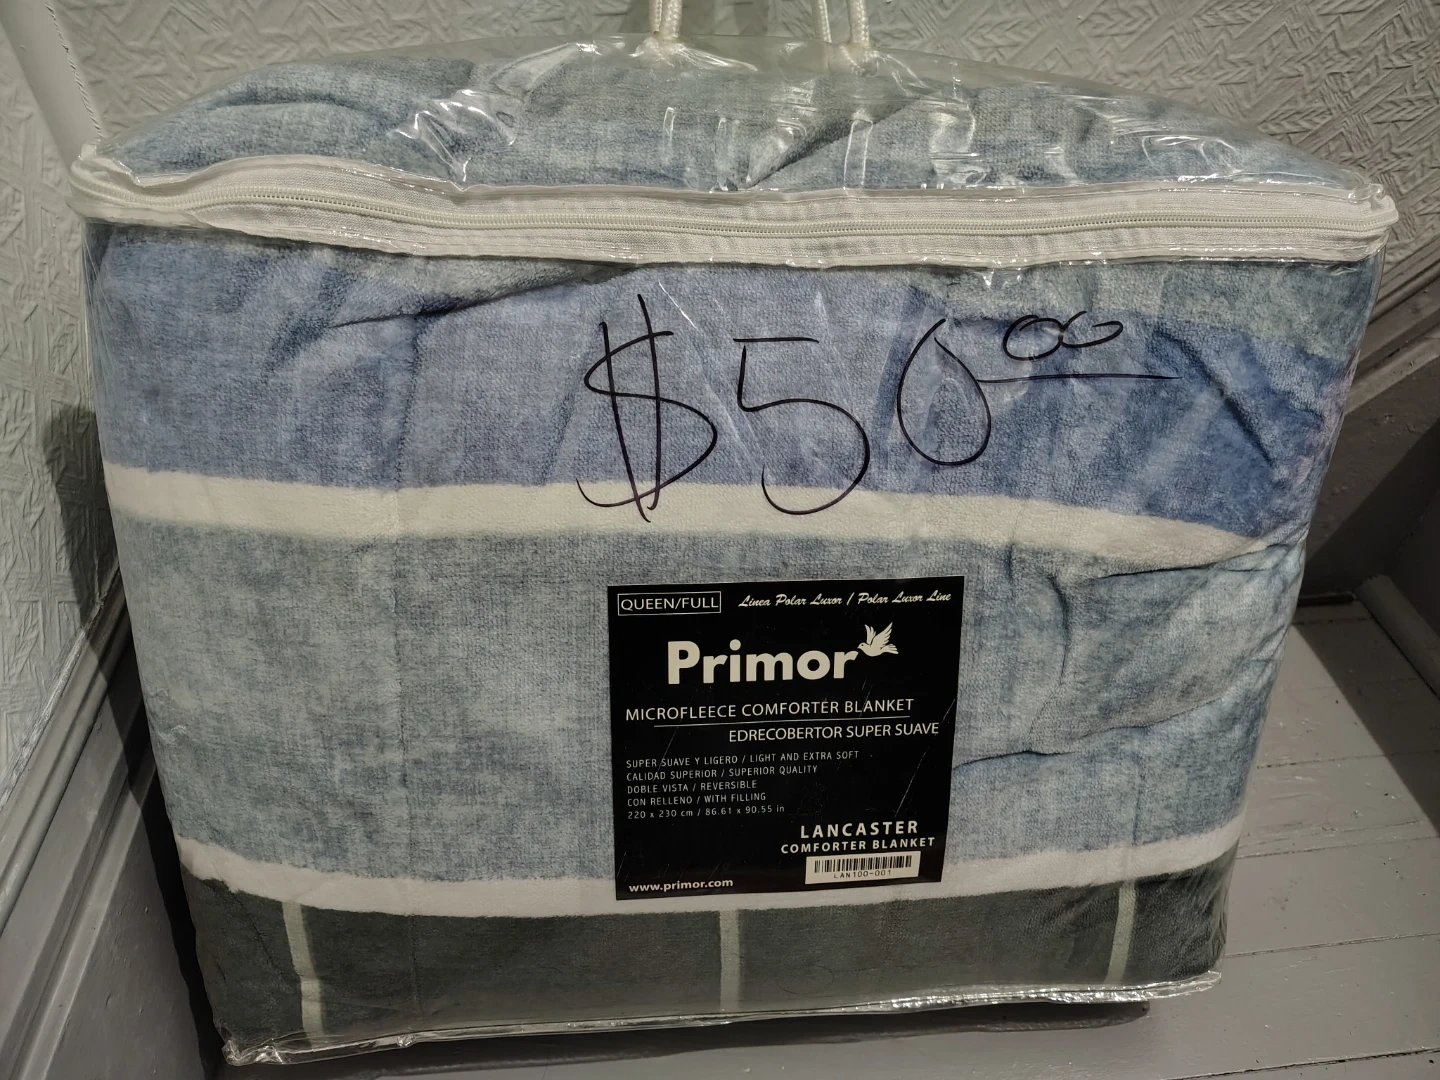 $50.00
QUEEN/FULL Linea Polar Luxor / Polar Luxor Line
Primor
MICROFLEECE COMFORTER BLANKET
EDRECOBERTOR SUPER SUAVE
SUPER SUAVE Y LIGERO / LIGHT AND EXTRA SOFT
CALIDAD SUPERIOR / SUPERIOR QUALITY
DOBLE VISTA / REVERSIBLE
CON RELLENO / WITH FILLING
220 x 230 cm / 86.61 x 90.55 in
LANCASTER
COMFORTER BLANKET
LAN100-001
www.primor.com